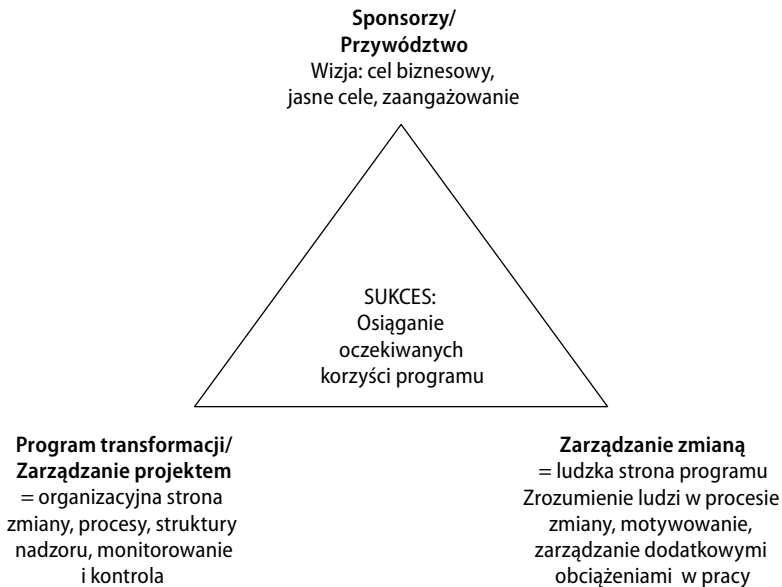 Sponsorzy/
Przywództwo
Wizja: cel biznesowy,
jasne cele, zaangażowanie
SUKCES:
Osiąganie
oczekiwanych
korzyści programu
Program transformacji/
Zarządzanie projektem
= organizacyjna strona
zmiany, procesy, struktury
nadzoru, monitorowanie
i kontrola
Zarządzanie zmianą
= ludzka strona programu
Zrozumienie ludzi w procesie
zmiany, motywowanie,
zarządzanie dodatkowymi
obciążeniami w pracy